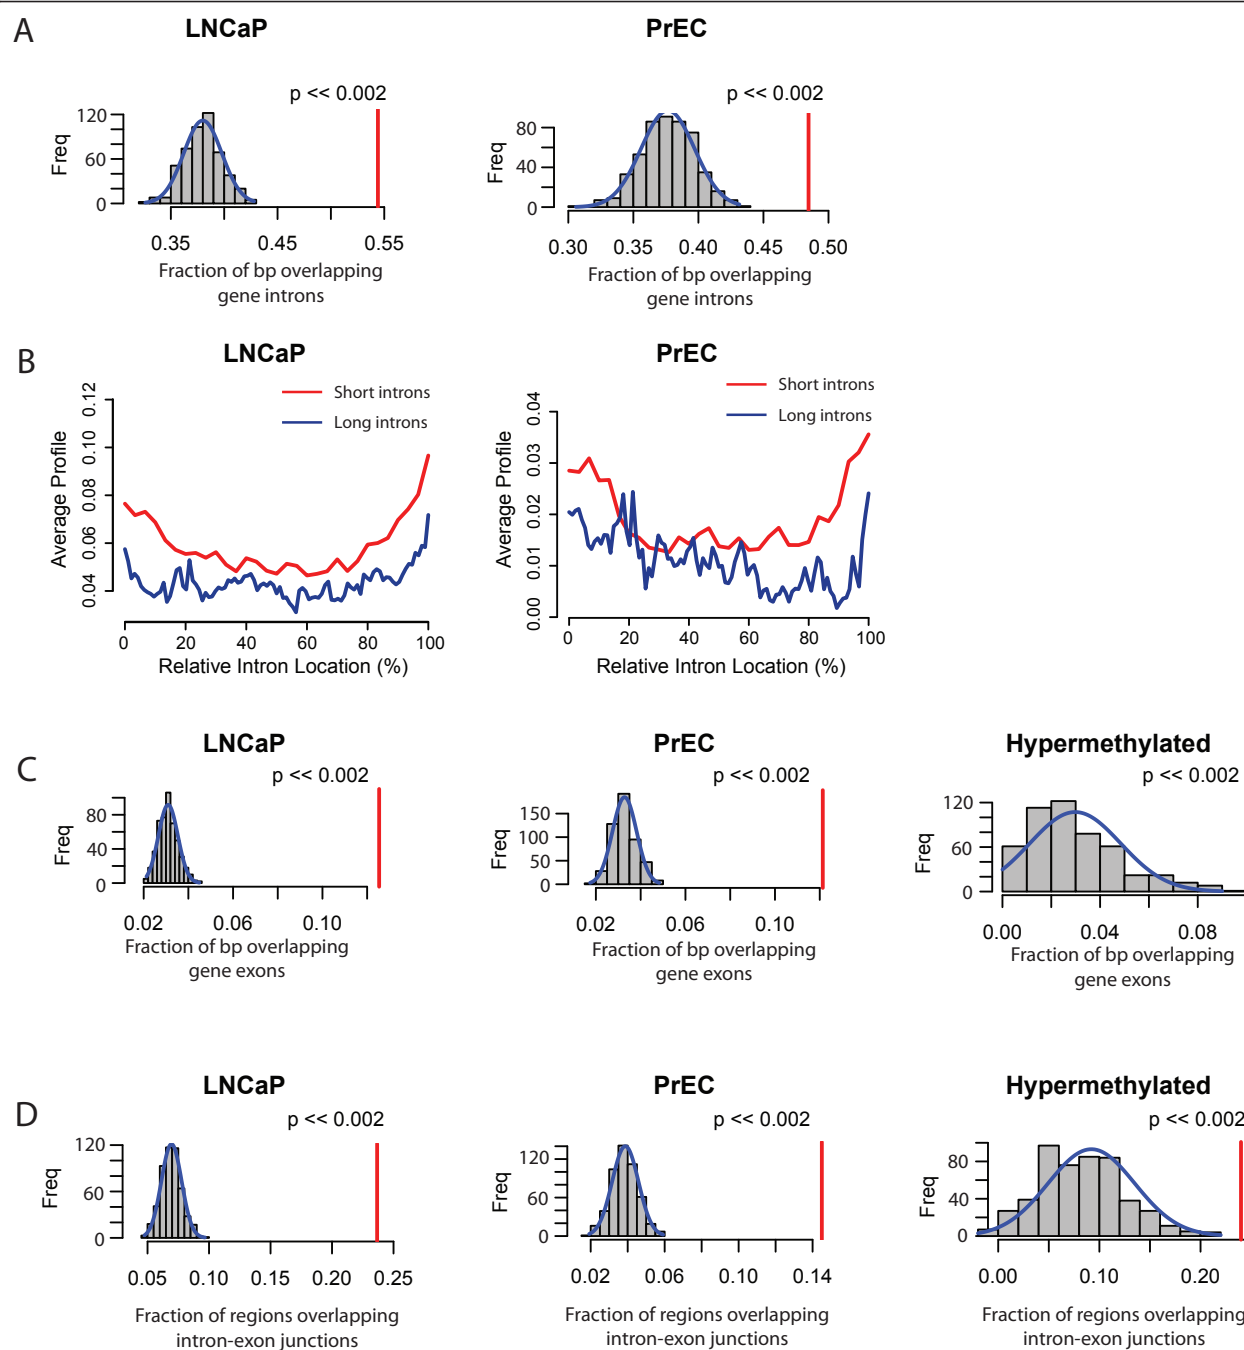 A
LNCaP
PrEC
p << 0.002
p << 0.002
Freq
120
60
0
0.35
0.45
0.55
Fraction of bp overlapping
gene introns
Freq
80
40
0
0.30
0.35
0.40
0.45
0.50
Fraction of bp overlapping
gene introns
B
LNCaP
PrEC
Short introns
Long introns
Average Profile
0.12
0.10
0.08
0.06
0.04
0
20
40
60
80
100
Relative Intron Location (%)
Short introns
Long introns
Average Profile
0.04
0.03
0.02
0.01
0.00
0
20
40
60
80
100
Relative Intron Location (%)
C
LNCaP
PrEC
Hypermethylated
p << 0.002
p << 0.002
p << 0.002
Freq
80
40
0
0.02
0.06
0.10
Fraction of bp overlapping
gene exons
Freq
150
100
50
0
0.02
0.06
0.10
Fraction of bp overlapping
gene exons
Freq
120
60
0
0.00
0.04
0.08
Fraction of bp overlapping
gene exons
D
LNCaP
PrEC
Hypermethylated
p << 0.002
p << 0.002
p << 0.002
Freq
120
60
0
0.05
0.10
0.15
0.20
0.25
Fraction of regions overlapping
intron-exon junctions
Freq
120
60
0
0.02
0.06
0.10
0.14
Fraction of regions overlapping
intron-exon junctions
Freq
80
40
0
0.00
0.10
0.20
Fraction of regions overlapping
intron-exon junctions